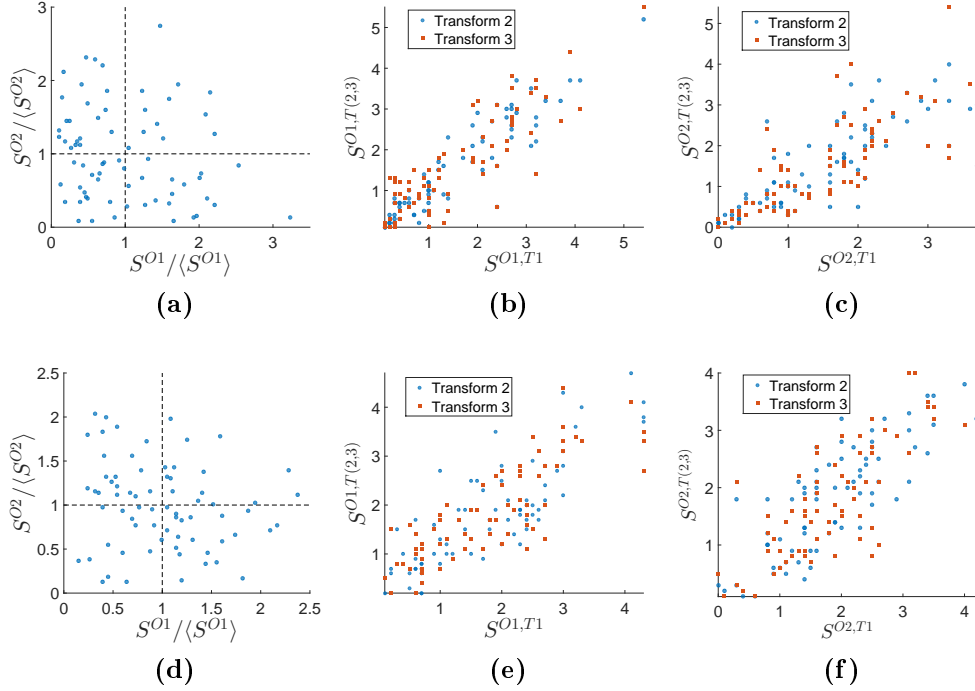 3
2
1
0
0 1 2 3
S^{O2}/⟨S^{O2}⟩
S^{O1}/⟨S^{O1}⟩
(a)
Transform 2
Transform 3
5
4
3
2
1
1 2 3 4 5
S^{O1,T(2,3)}
S^{O1,T1}
(b)
Transform 2
Transform 3
5
4
3
2
1
0
0 1 2 3
S^{O2,T(2,3)}
S^{O2,T1}
(c)
2.5
2
1.5
1
0.5
0
0 0.5 1 1.5 2 2.5
S^{O2}/⟨S^{O2}⟩
S^{O1}/⟨S^{O1}⟩
(d)
Transform 2
Transform 3
4
3
2
1
1 2 3 4
S^{O1,T(2,3)}
S^{O1,T1}
(e)
Transform 2
Transform 3
4
3
2
1
0 1 2 3 4
S^{O2,T(2,3)}
S^{O2,T1}
(f)